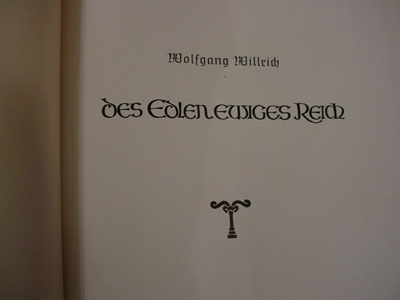 Wolfgang Willrich
Des Edlen ewiges Reich